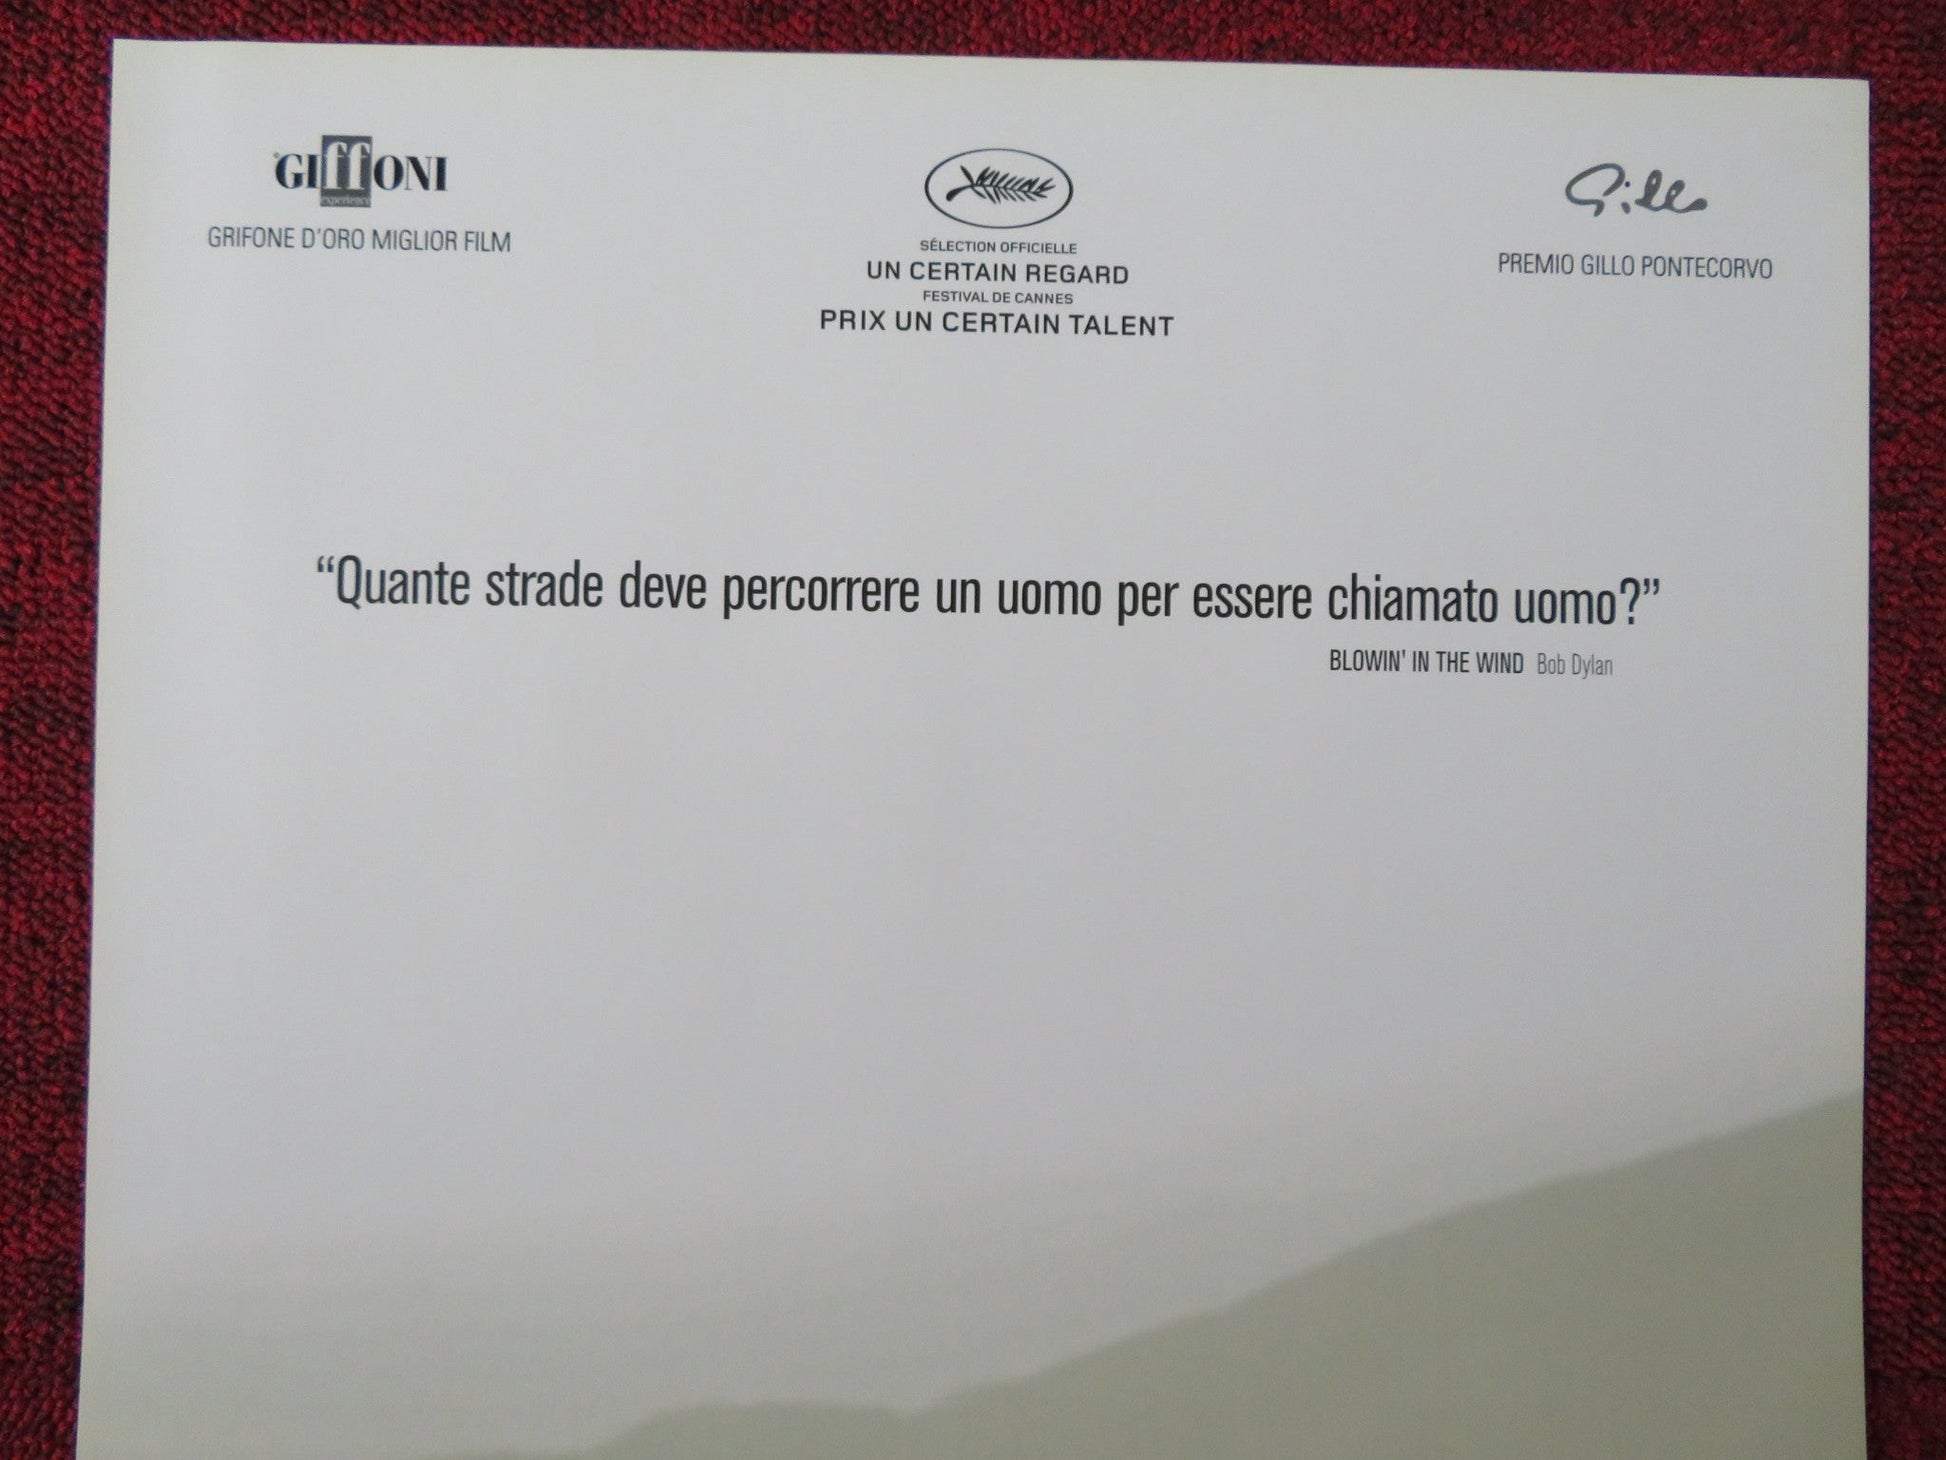 GIffONI
experience
GRIFONE D'ORO MIGLIOR FILM
SÉLECTION OFFICIELLE
UN CERTAIN REGARD
FESTIVAL DE CANNES
PRIX UN CERTAIN TALENT
Gillo
PREMIO GILLO PONTECORVO
“Quante strade deve percorrere un uomo per essere chiamato uomo?”
BLOWIN' IN THE WIND Bob Dylan